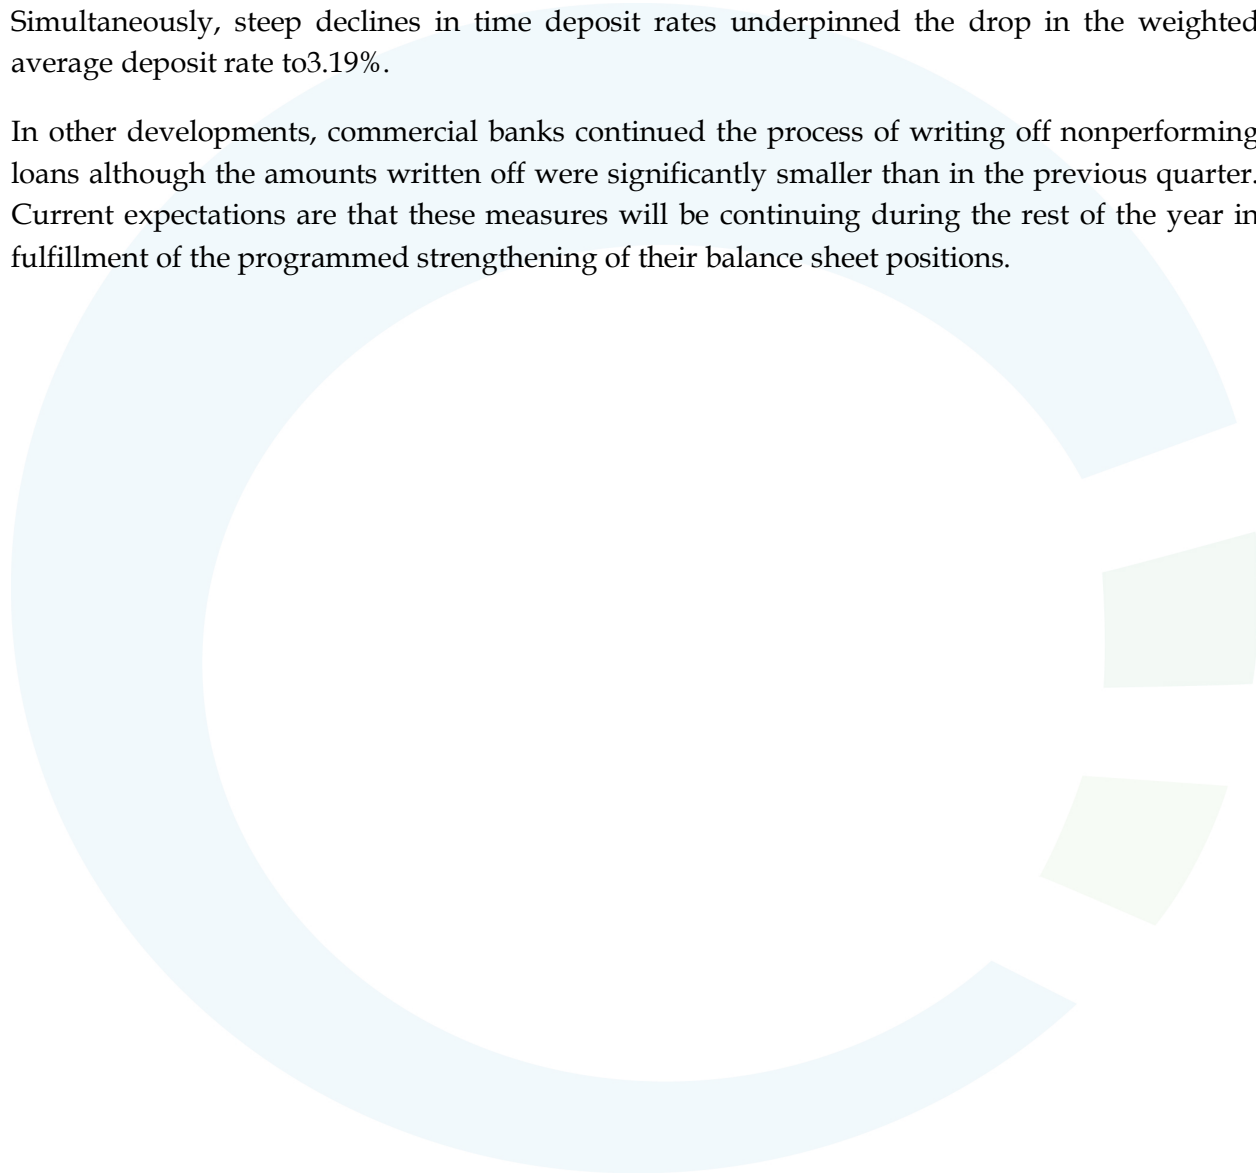 Simultaneously, steep declines in time deposit rates underpinned the drop in the weighted
average deposit rate to3.19%.
In other developments, commercial banks continued the process of writing off nonperforming
loans although the amounts written off were significantly smaller than in the previous quarter.
Current expectations are that these measures will be continuing during the rest of the year in
fulfillment of the programmed strengthening of their balance sheet positions.